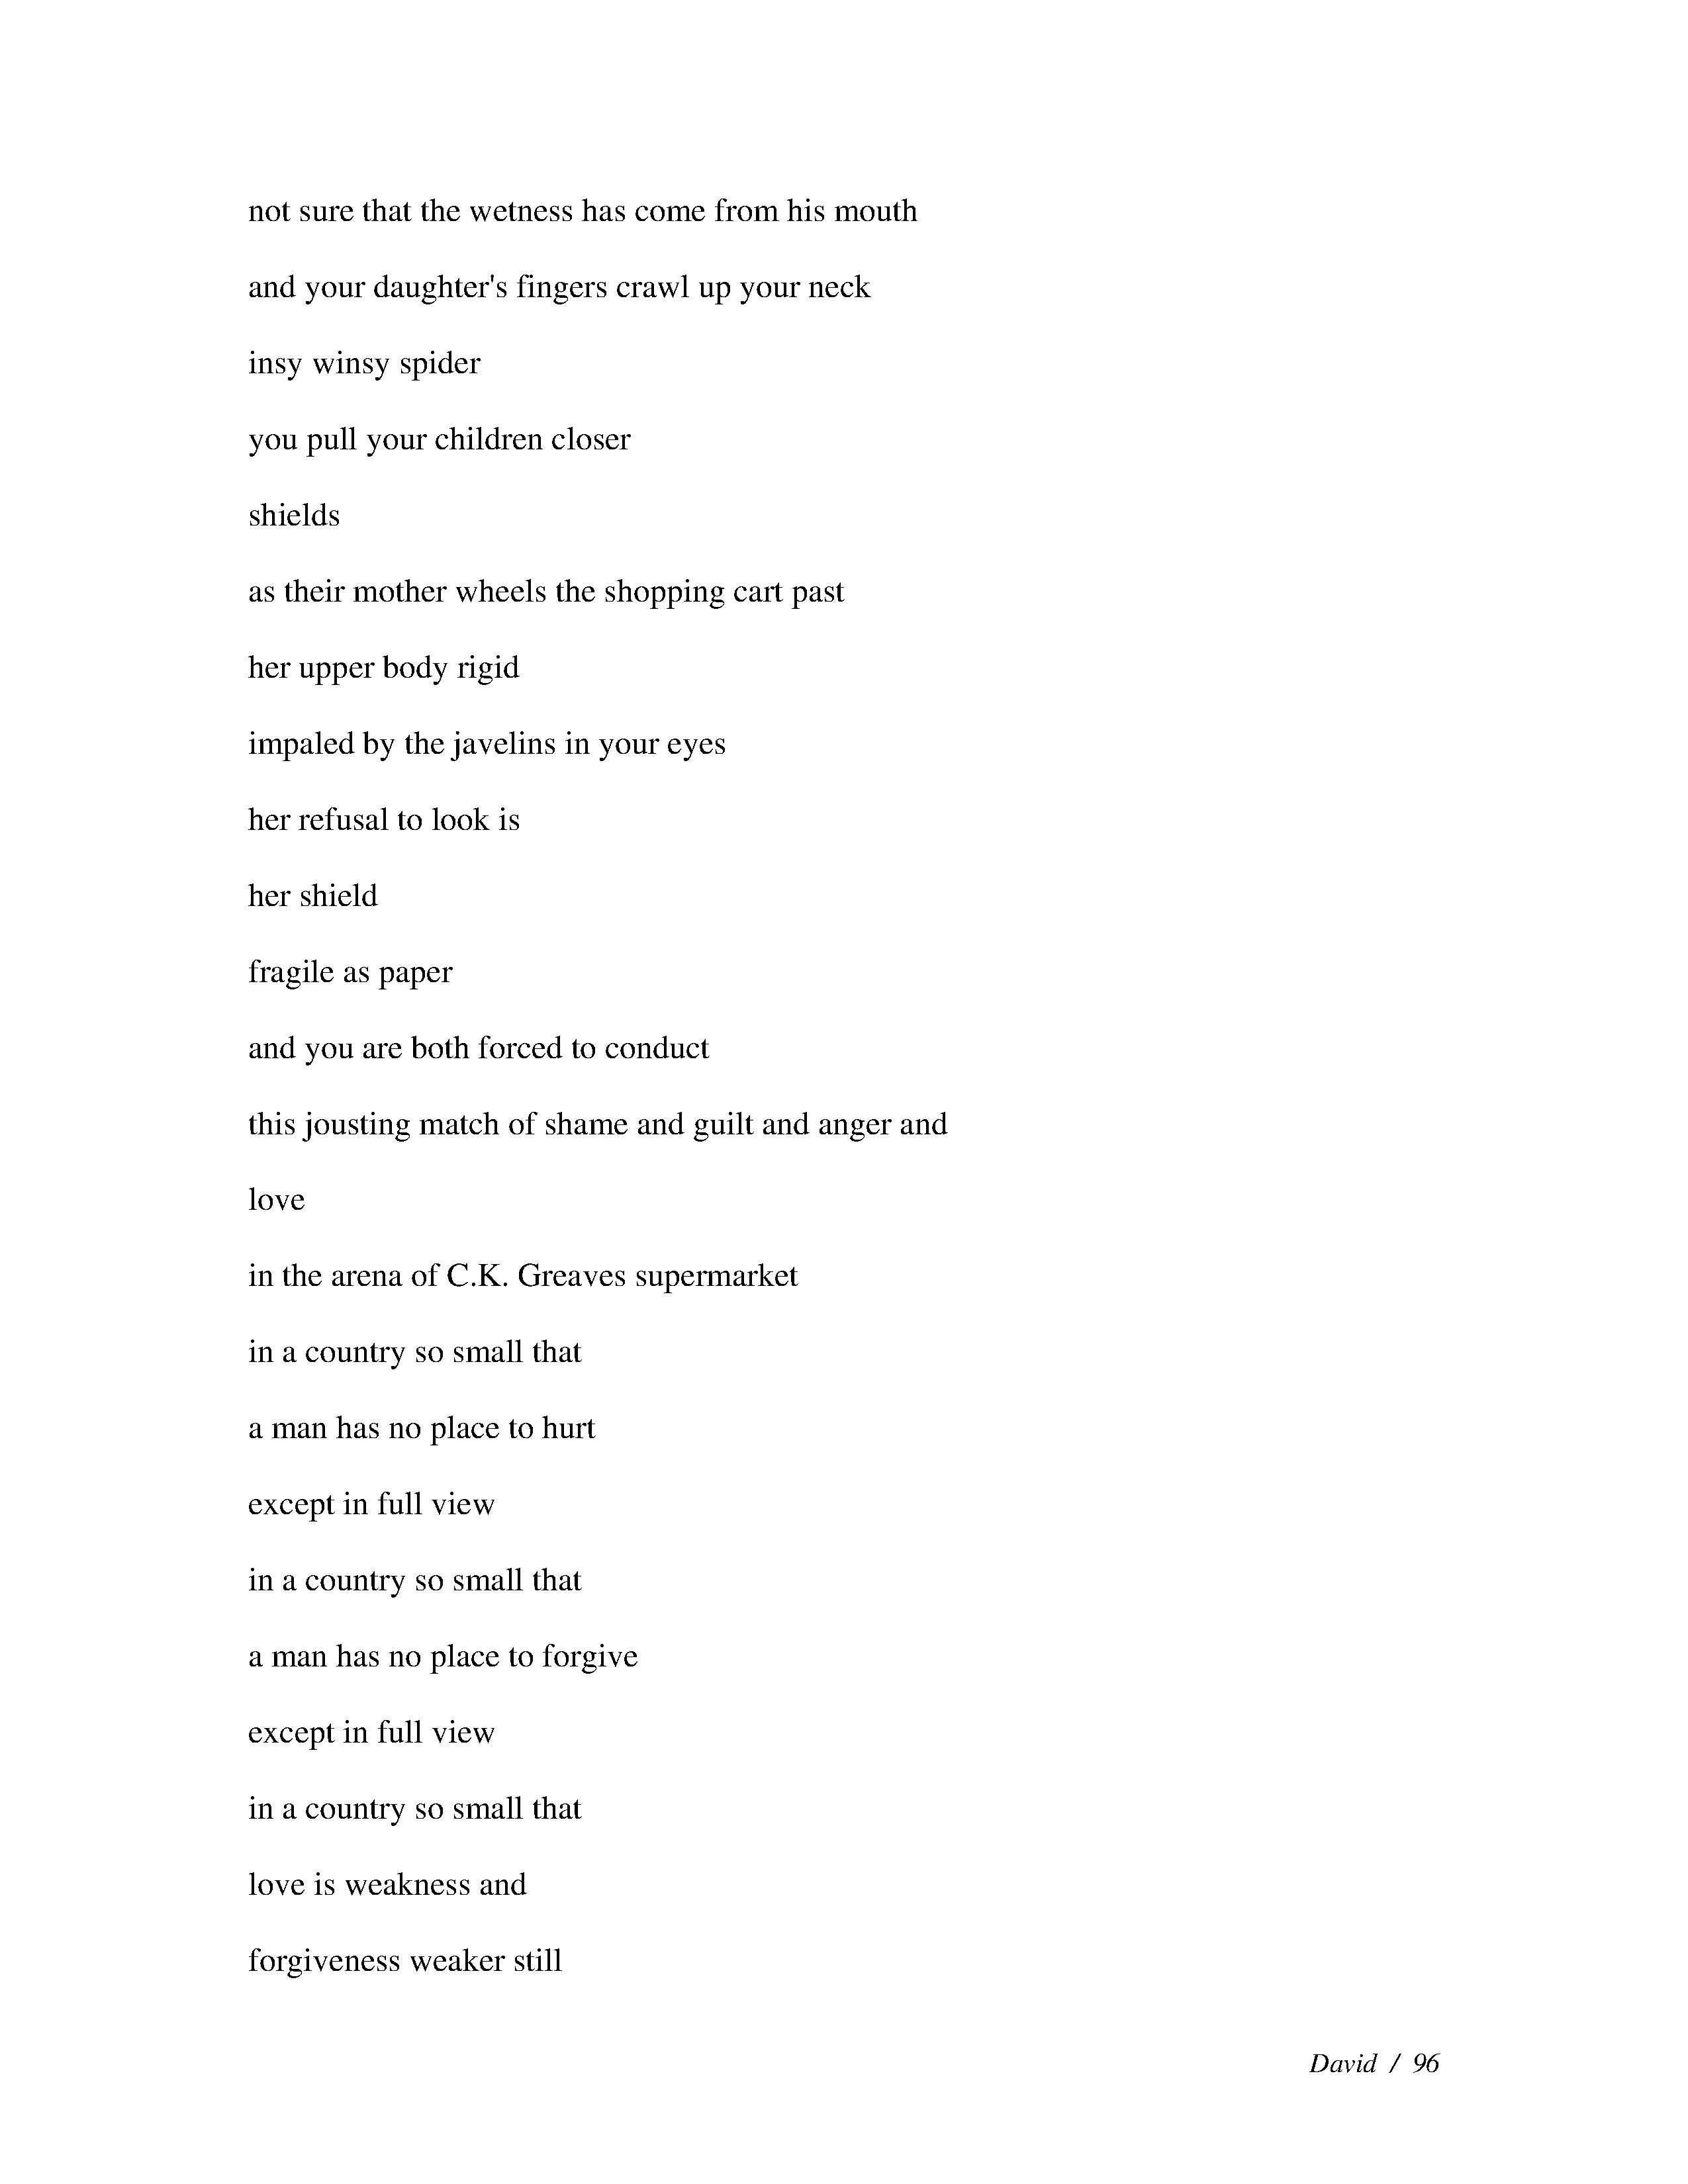 not sure that the wetness has come from his mouth
and your daughter's fingers crawl up your neck
insy winsy spider
you pull your children closer
shields
as their mother wheels the shopping cart past
her upper body rigid
impaled by the javelins in your eyes
her refusal to look is
her shield
fragile as paper
and you are both forced to conduct
this jousting match of shame and guilt and anger and
love
in the arena of C.K. Greaves supermarket
in a country so small that
a man has no place to hurt
except in full view
in a country so small that
a man has no place to forgive
except in full view
in a country so small that
love is weakness and
forgiveness weaker still
David / 96